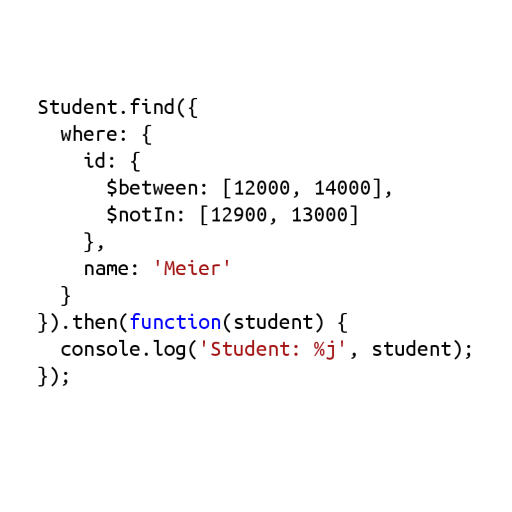 Student.find({
  where: {
    id: {
      $between: [12000, 14000],
      $notIn: [12900, 13000]
    },
    name: 'Meier'
  }
}).then(function(student) {
  console.log('Student: %j', student);
});